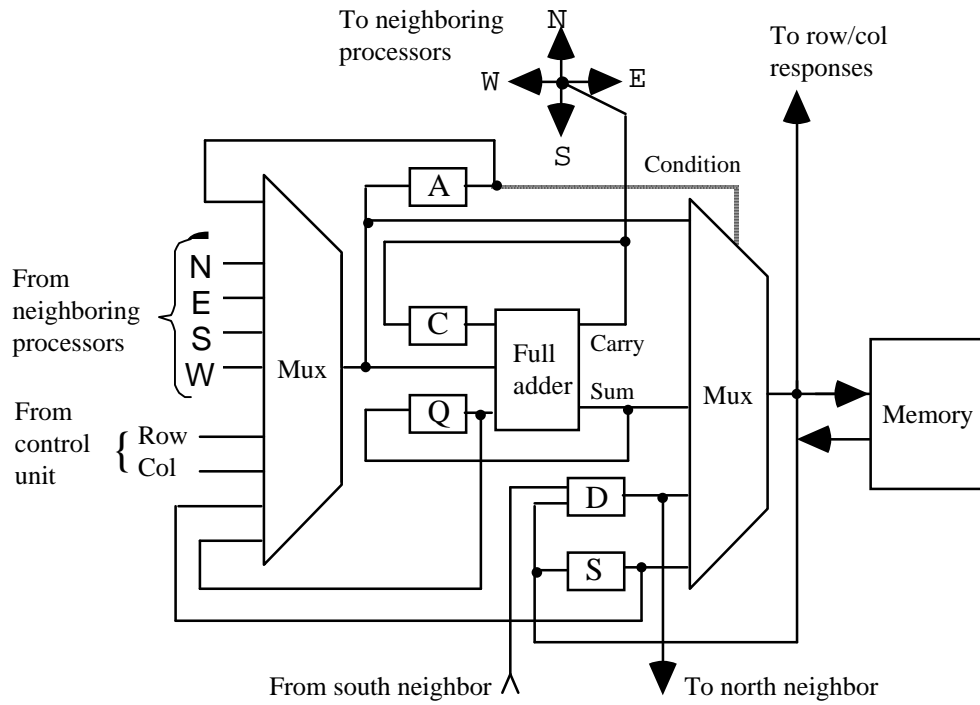 To neighboring
processors
N
W
E
S
To row/col
responses
Condition
A
From
neighboring
processors
N
E
S
W
Mux
C
Full
adder
Carry
Sum
Q
Mux
Memory
From
control
unit
{
Row
Col
D
S
From south neighbor
To north neighbor